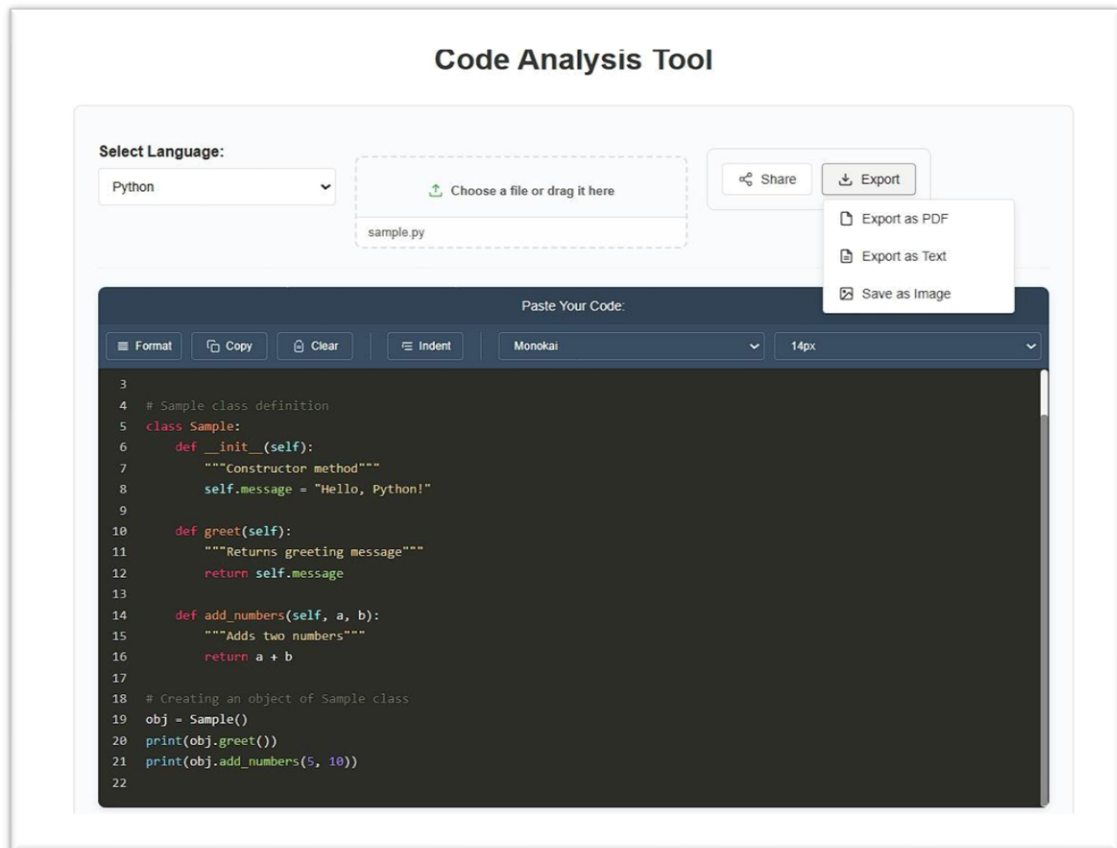 Code Analysis Tool
Select Language:
Python
Choose a file or drag it here
sample.py
Share
Export
Export as PDF
Export as Text
Save as Image
Paste Your Code:
Format Copy Clear Indent Monokai 14px
3
4 # Sample class definition
5 class Sample:
6     def __init__(self):
7         """Constructor method"""
8         self.message = "Hello, Python!"
9
10     def greet(self):
11         """Returns greeting message"""
12         return self.message
13
14     def add_numbers(self, a, b):
15         """Adds two numbers"""
16         return a + b
17
18 # Creating an object of Sample class
19 obj = Sample()
20 print(obj.greet())
21 print(obj.add_numbers(5, 10))
22